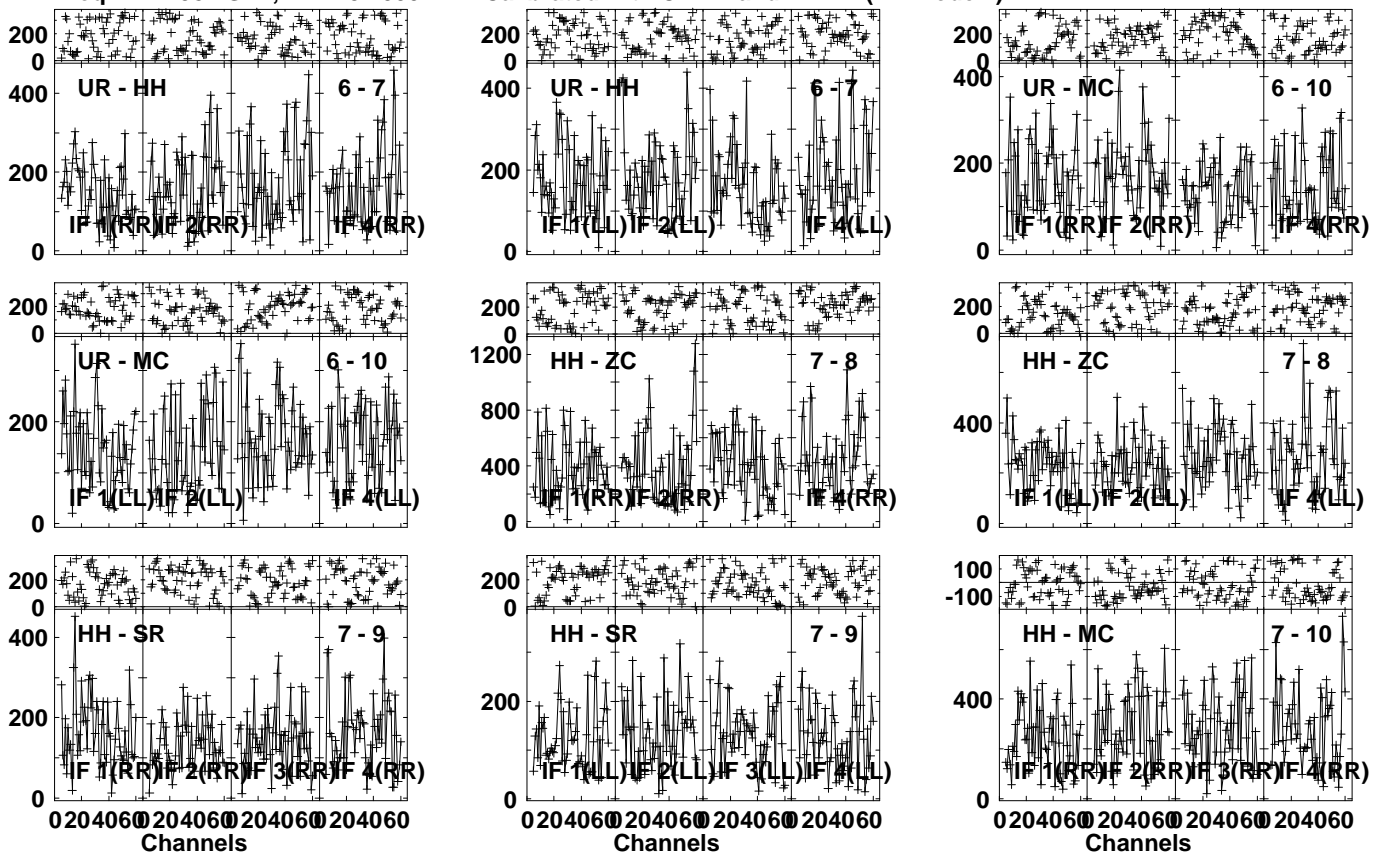 200 200 200
0 0 0
400 UR - HH 6 - 7 400 UR - HH 6 - 7 400 UR - MC 6 - 10
200 200 200
IF 1(RR) IF 2(RR) IF 4(RR) IF 1(LL) IF 2(LL) IF 4(LL) IF 1(RR) IF 2(RR) IF 4(RR)
0 0 0
200 200 200
0 0 0
UR - MC 6 - 10 1200 HH - ZC 7 - 8 HH - ZC 7 - 8
200 800 400 400
IF 1(LL) IF 2(LL) IF 4(LL) IF 1(RR) IF 2(RR) IF 4(RR) IF 1(LL) IF 2(LL) IF 4(LL)
0 0 0
200 200 100
0 0 -100
400 HH - SR 7 - 9 HH - SR 7 - 9 HH - MC 7 - 10
200 200 400
IF 1(RR) IF 2(RR) IF 3(RR) IF 4(RR) IF 1(LL) IF 2(LL) IF 3(LL) IF 4(LL) IF 1(RR) IF 2(RR) IF 3(RR) IF 4(RR)
0 0 0
0 20 40 60 0 20 40 60 0 20 40 60 0 20 40 60 0 20 40 60 0 20 40 60 0 20 40 60 0 20 40 60 0 20 40 60 0 20 40 60 0 20 40 60 0 20 40 60
Channels Channels Channels